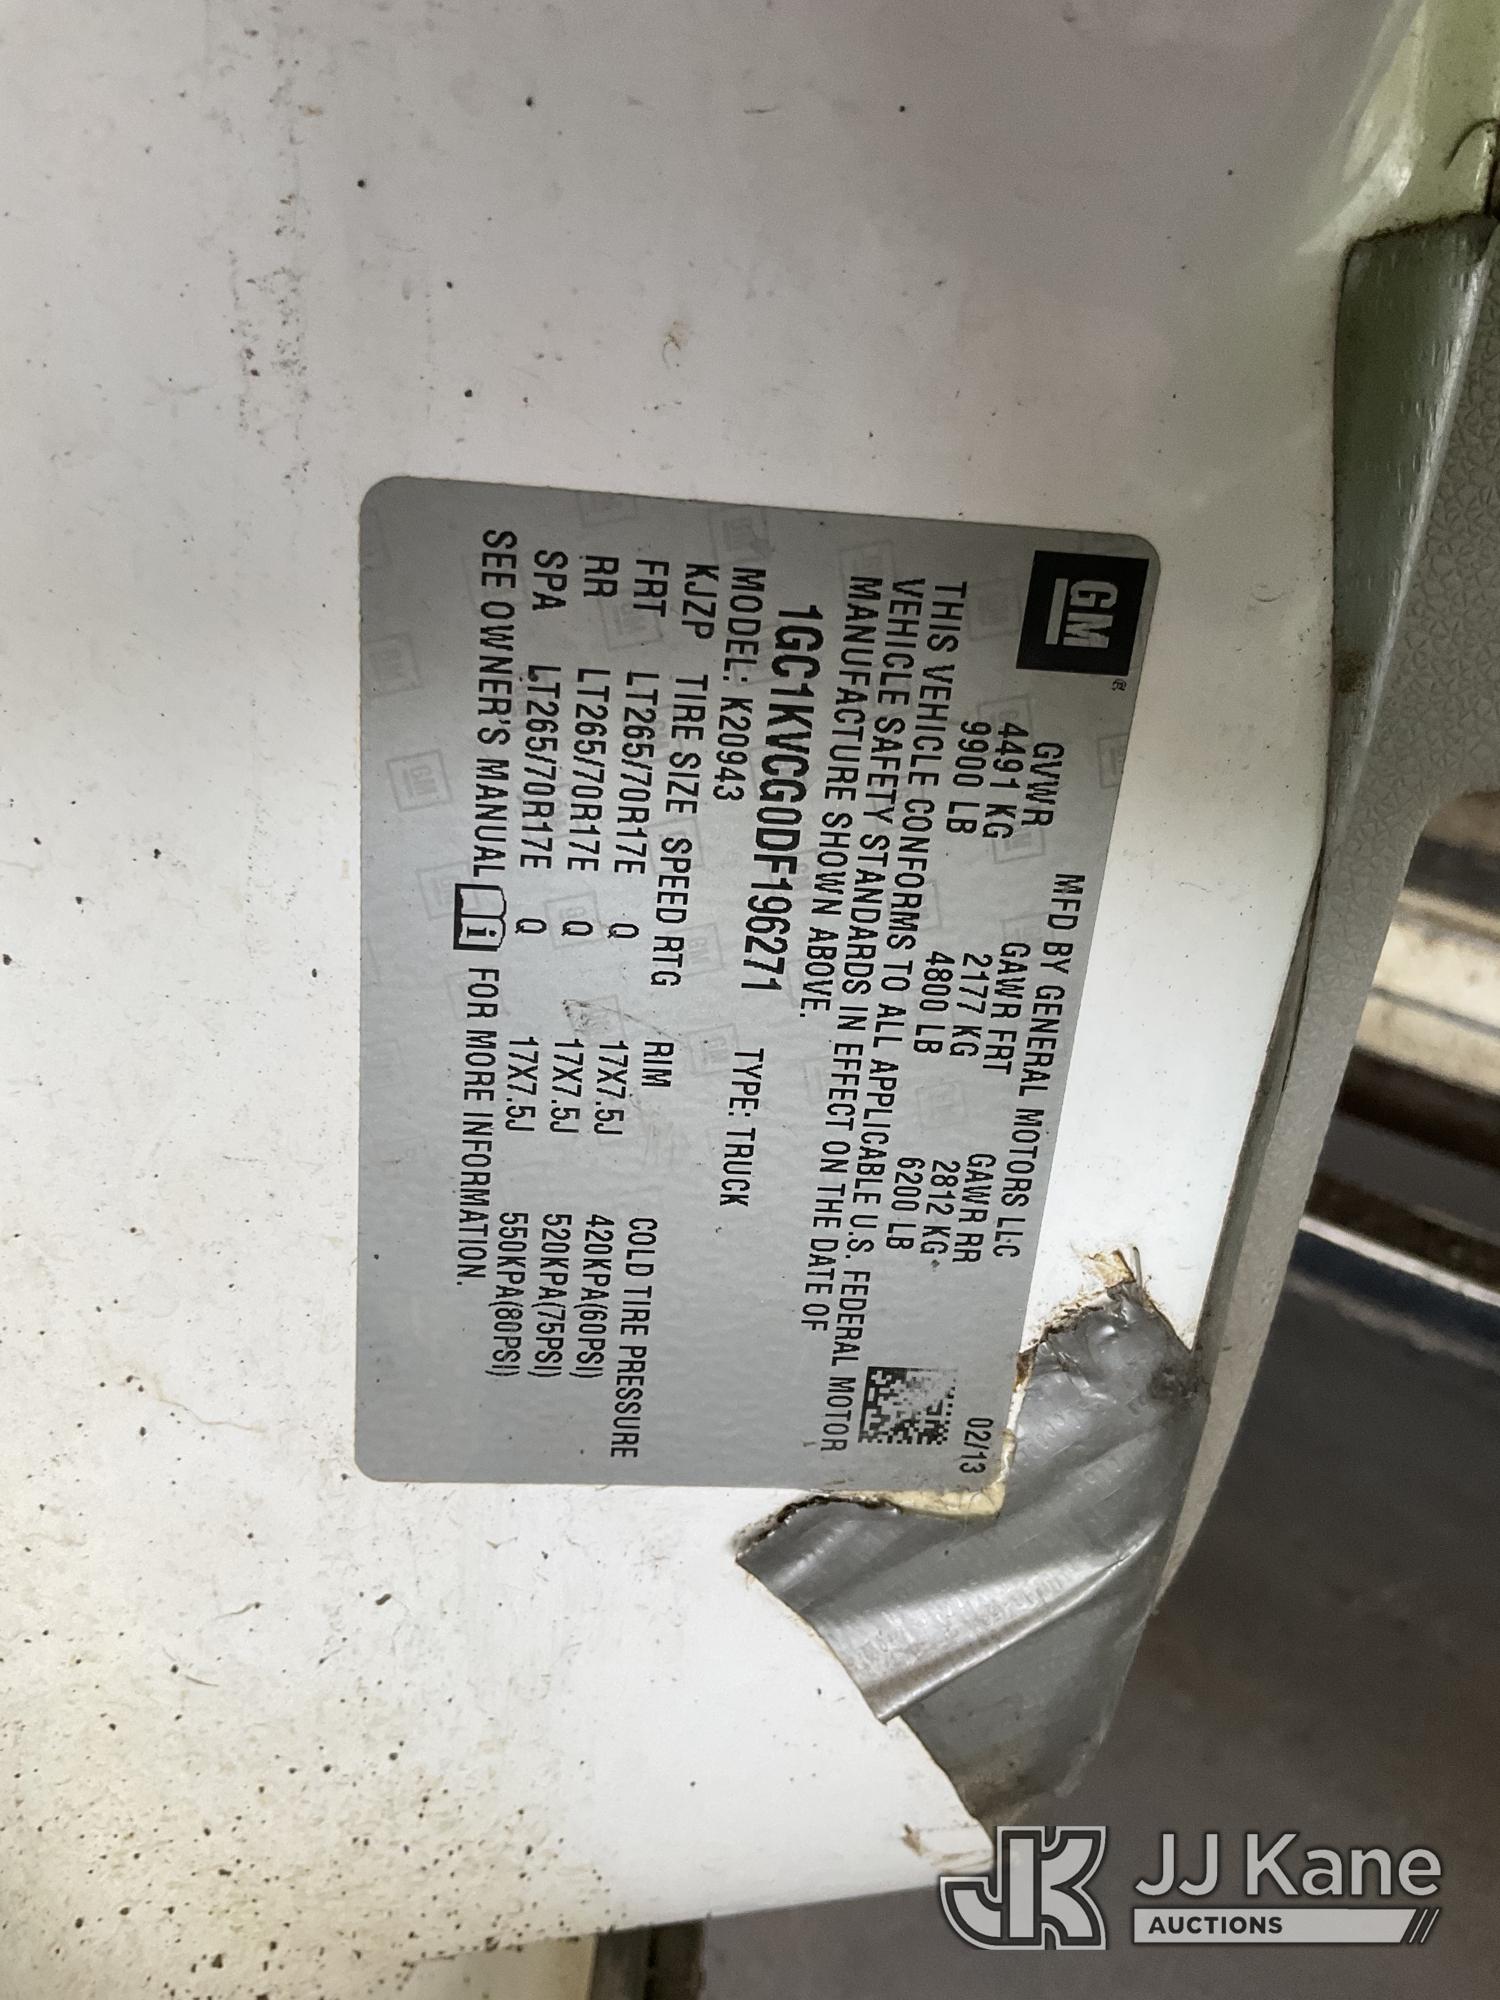 GM®
MFD BY GENERAL MOTORS LLC
GVWR GAWR FRT GAWR RR 02/13
4491 KG 2177 KG 2812 KG
9900 LB 4800 LB 6200 LB
THIS VEHICLE CONFORMS TO ALL APPLICABLE U.S. FEDERAL MOTOR
VEHICLE SAFETY STANDARDS IN EFFECT ON THE DATE OF
MANUFACTURE SHOWN ABOVE.
1GC1KVCG0DF196271
MODEL: K20943 TYPE: TRUCK
KJZP TIRE SIZE SPEED RTG RIM COLD TIRE PRESSURE
FRT LT265/70R17E Q 17X7.5J 420KPA(60PSI)
RR LT265/70R17E Q 17X7.5J 520KPA(75PSI)
SPA LT265/70R17E Q 17X7.5J 550KPA(80PSI)
SEE OWNER'S MANUAL i FOR MORE INFORMATION.
JK JJ Kane
AUCTIONS